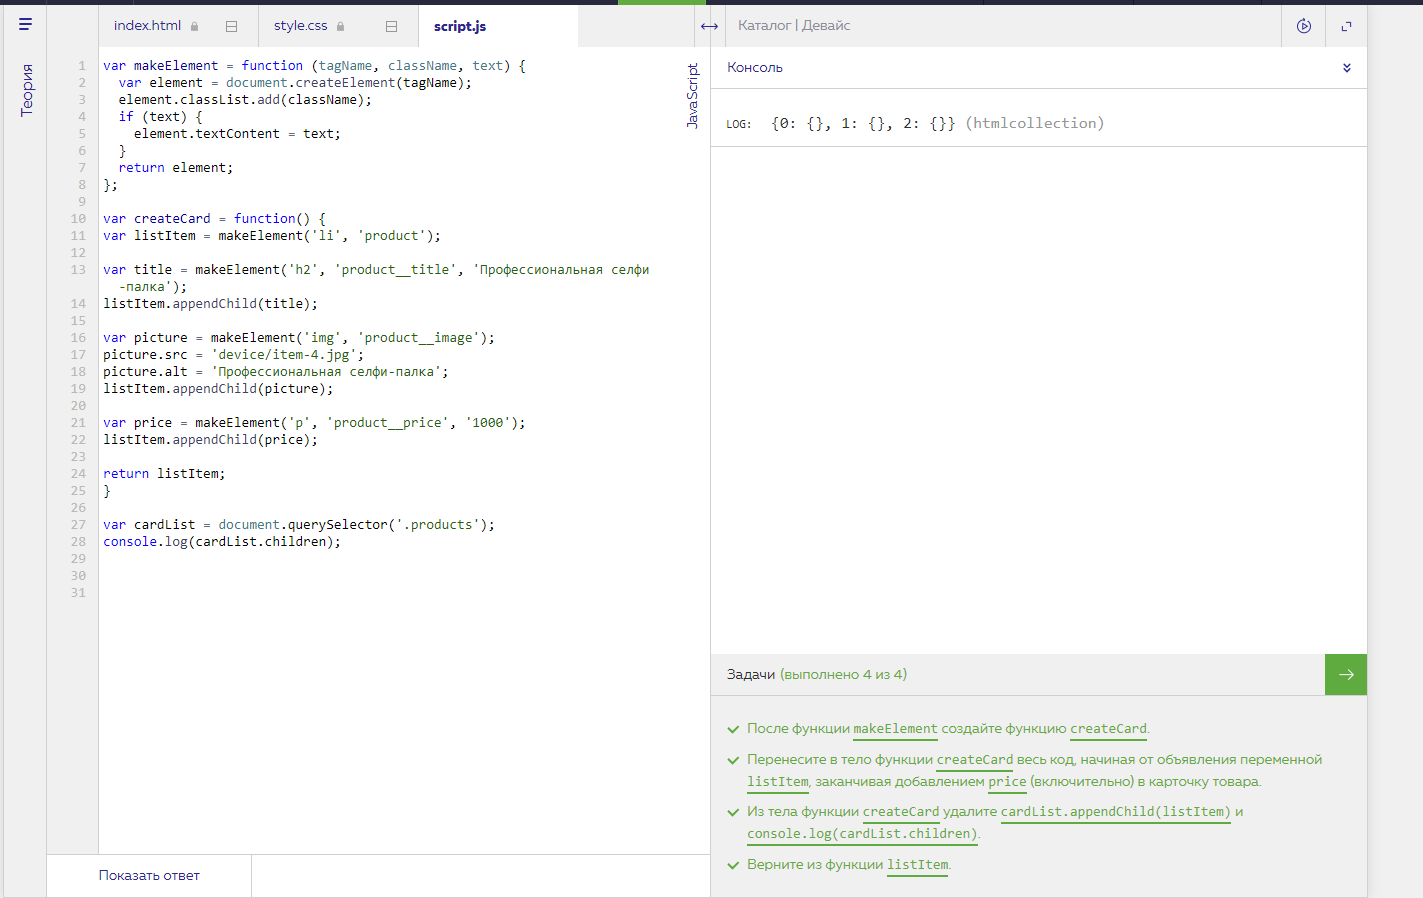 index.html
style.css
script.js
Каталог | Девайс
Теория
JavaScript
1 var makeElement = function (tagName, className, text) {
2 var element = document.createElement(tagName);
3 element.classList.add(className);
4 if (text) {
5 element.textContent = text;
6 }
7 return element;
8 };
9
10 var createCard = function() {
11 var listItem = makeElement('li', 'product');
12
13 var title = makeElement('h2', 'product__title', 'Профессиональная селфи
-палка');
14 listItem.appendChild(title);
15
16 var picture = makeElement('img', 'product__image');
17 picture.src = 'device/item-4.jpg';
18 picture.alt = 'Профессиональная селфи-палка';
19 listItem.appendChild(picture);
20
21 var price = makeElement('p', 'product__price', '1000');
22 listItem.appendChild(price);
23
24 return listItem;
25 }
26
27 var cardList = document.querySelector('.products');
28 console.log(cardList.children);
29
30
31
Показать ответ
Консоль
LOG: {0: {}, 1: {}, 2: {}} (htmlcollection)
Задачи (выполнено 4 из 4)
После функции makeElement создайте функцию createCard.
Перенесите в тело функции createCard весь код, начиная от объявления переменной
listItem, заканчивая добавлением price (включительно) в карточку товара.
Из тела функции createCard удалите cardList.appendChild(listItem) и
console.log(cardList.children).
Верните из функции listItem.